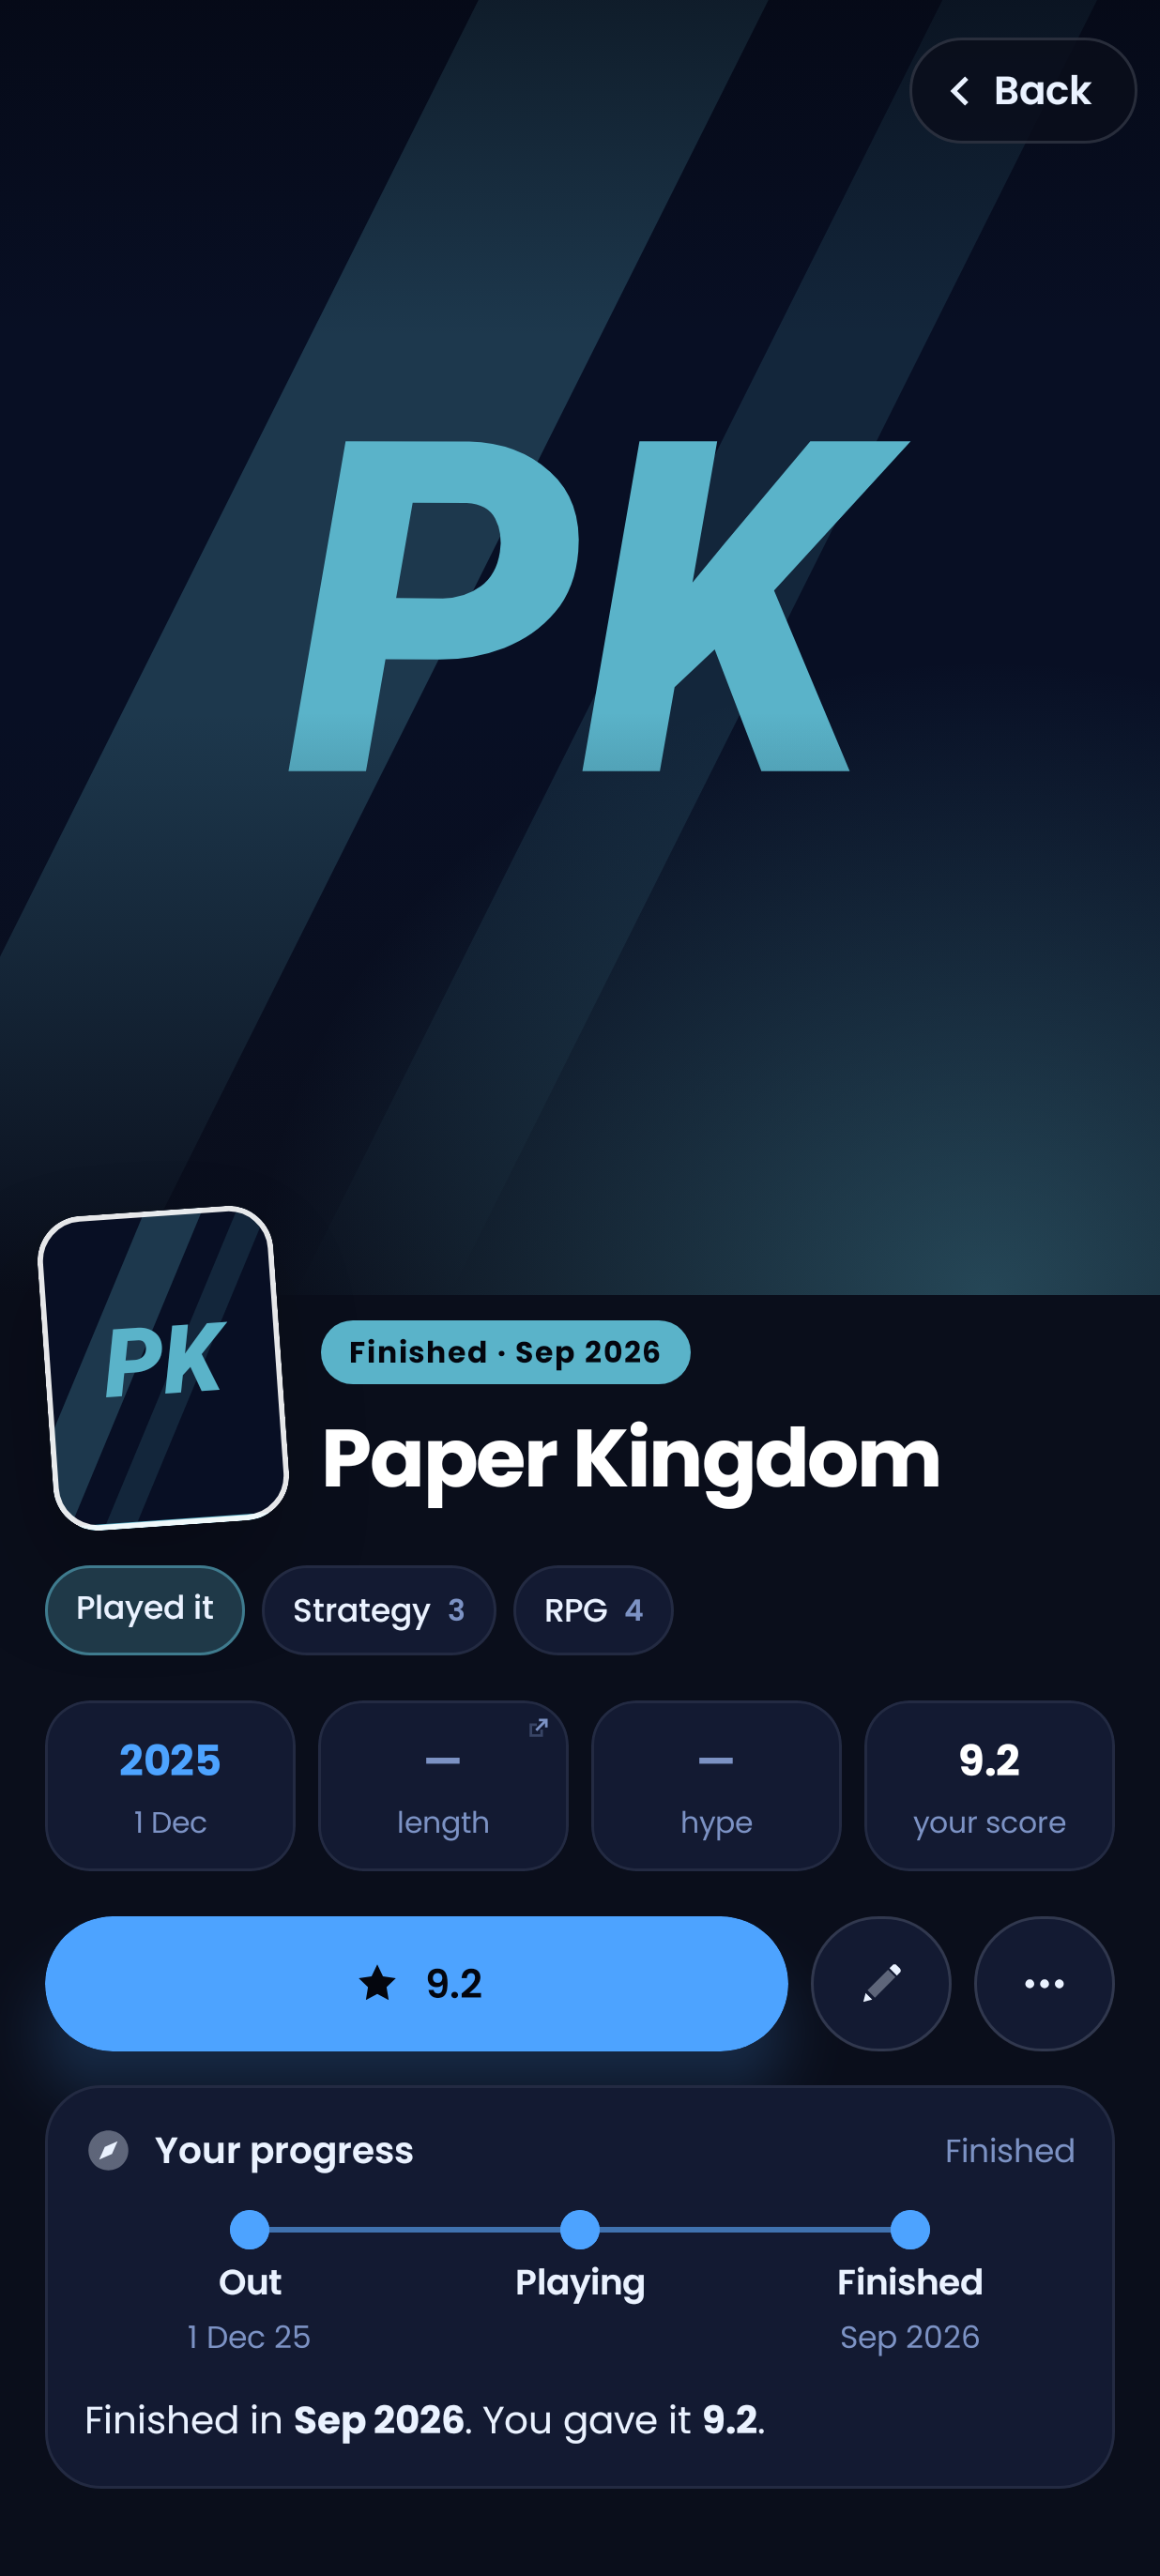 Back
PK
PK
Finished · Sep 2026
Paper Kingdom
Played it
Strategy 3
RPG 4
2025
1 Dec
—
length
—
hype
9.2
your score
9.2
Your progress
Finished
Out
Playing
Finished
1 Dec 25
Sep 2026
Finished in Sep 2026. You gave it 9.2.